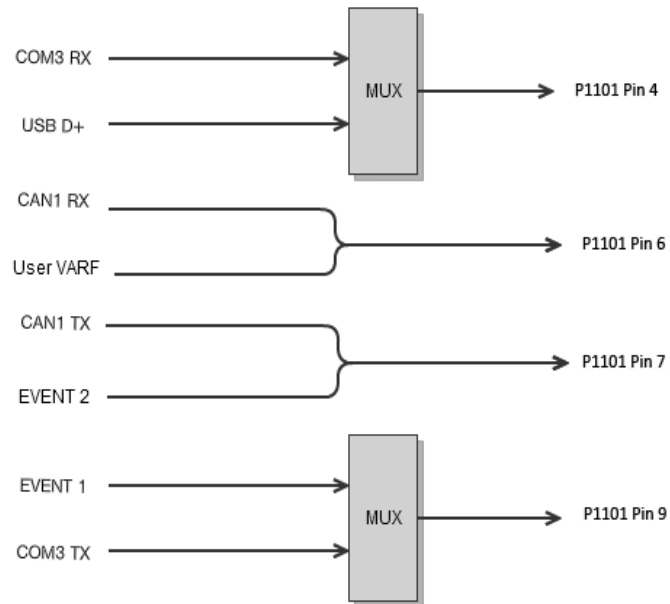 COM3 RX
MUX
P1101 Pin 4
USB D+
CAN1 RX
P1101 Pin 6
User VARF
CAN1 TX
P1101 Pin 7
EVENT 2
EVENT 1
MUX
P1101 Pin 9
COM3 TX